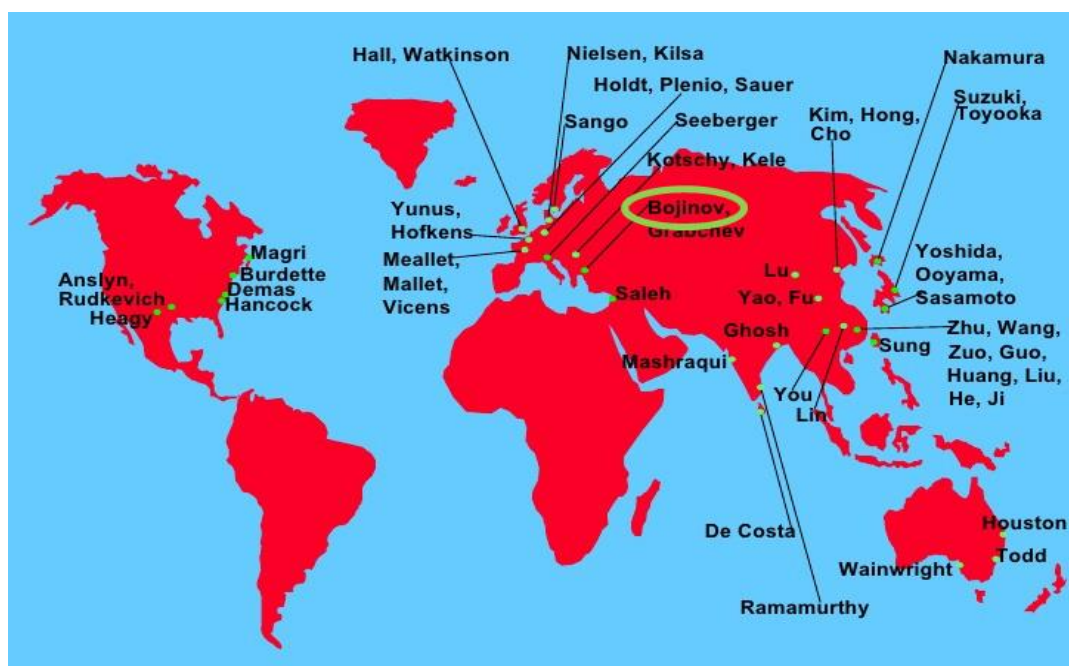 Hall, Watkinson
Nielsen, Kilsa
Nakamura
Holdt, Plenio, Sauer
Suzuki,
Toyooka
Sango
Seeberger
Kim, Hong,
Cho
Kotschy, Kele
Yunus,
Hofkens
Bojinov,
Grabchev
Magri
Meallet,
Mallet,
Vicens
Yoshida,
Ooyama,
Sasamoto
Anslyn,
Rudkevich
Heagy
Burdette
Demas
Hancock
Lu
Saleh
Yao, Fu
Ghosh
Mashraqui
Sung
Zhu, Wang,
Zuo, Guo,
Huang, Liu,
He, Ji
You
Lin
De Costa
Houston
Todd
Wainwright
Ramamurthy